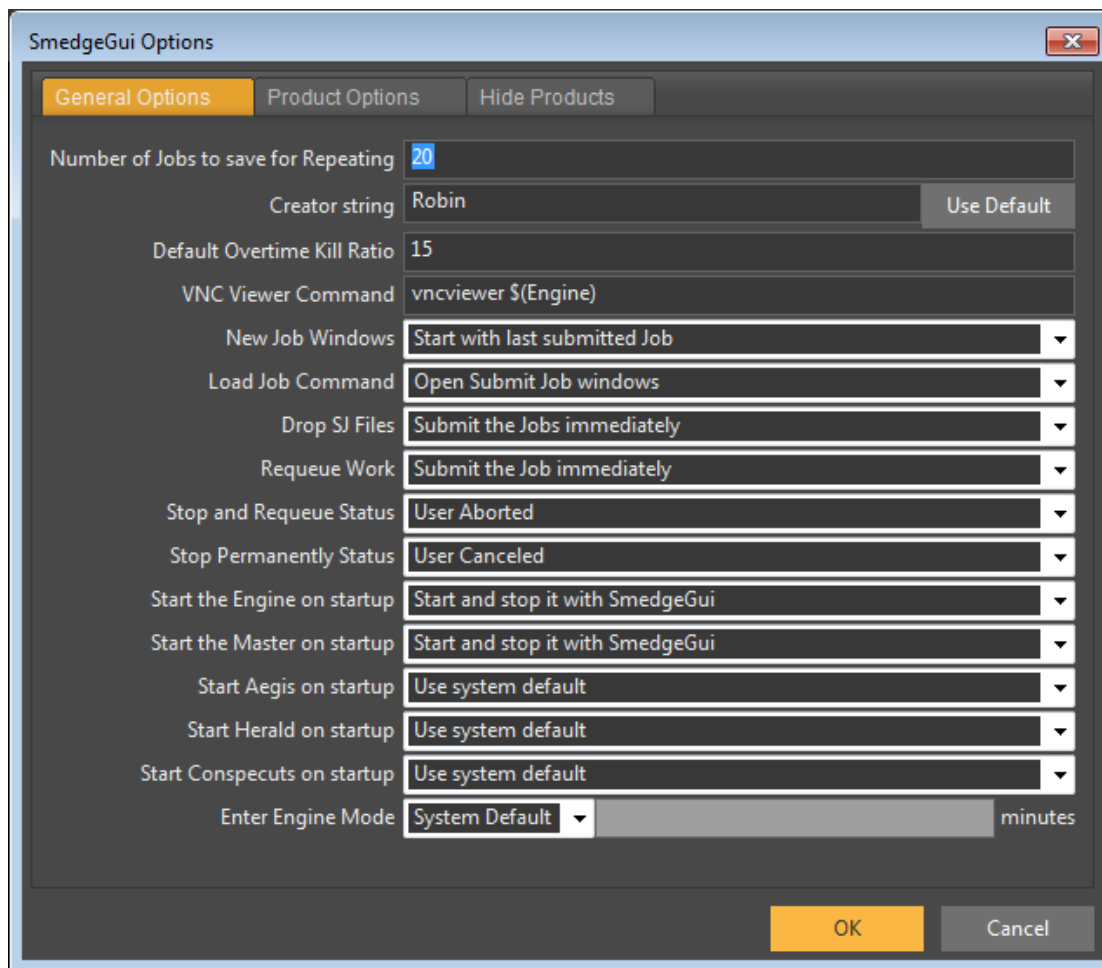 SmedgeGui Options
General Options Product Options Hide Products
Number of Jobs to save for Repeating 20
Creator string Robin Use Default
Default Overtime Kill Ratio 15
VNC Viewer Command vncviewer $(Engine)
New Job Windows Start with last submitted Job
Load Job Command Open Submit Job windows
Drop SJ Files Submit the Jobs immediately
Requeue Work Submit the Job immediately
Stop and Requeue Status User Aborted
Stop Permanently Status User Canceled
Start the Engine on startup Start and stop it with SmedgeGui
Start the Master on startup Start and stop it with SmedgeGui
Start Aegis on startup Use system default
Start Herald on startup Use system default
Start Conspecuts on startup Use system default
Enter Engine Mode System Default minutes
OK Cancel